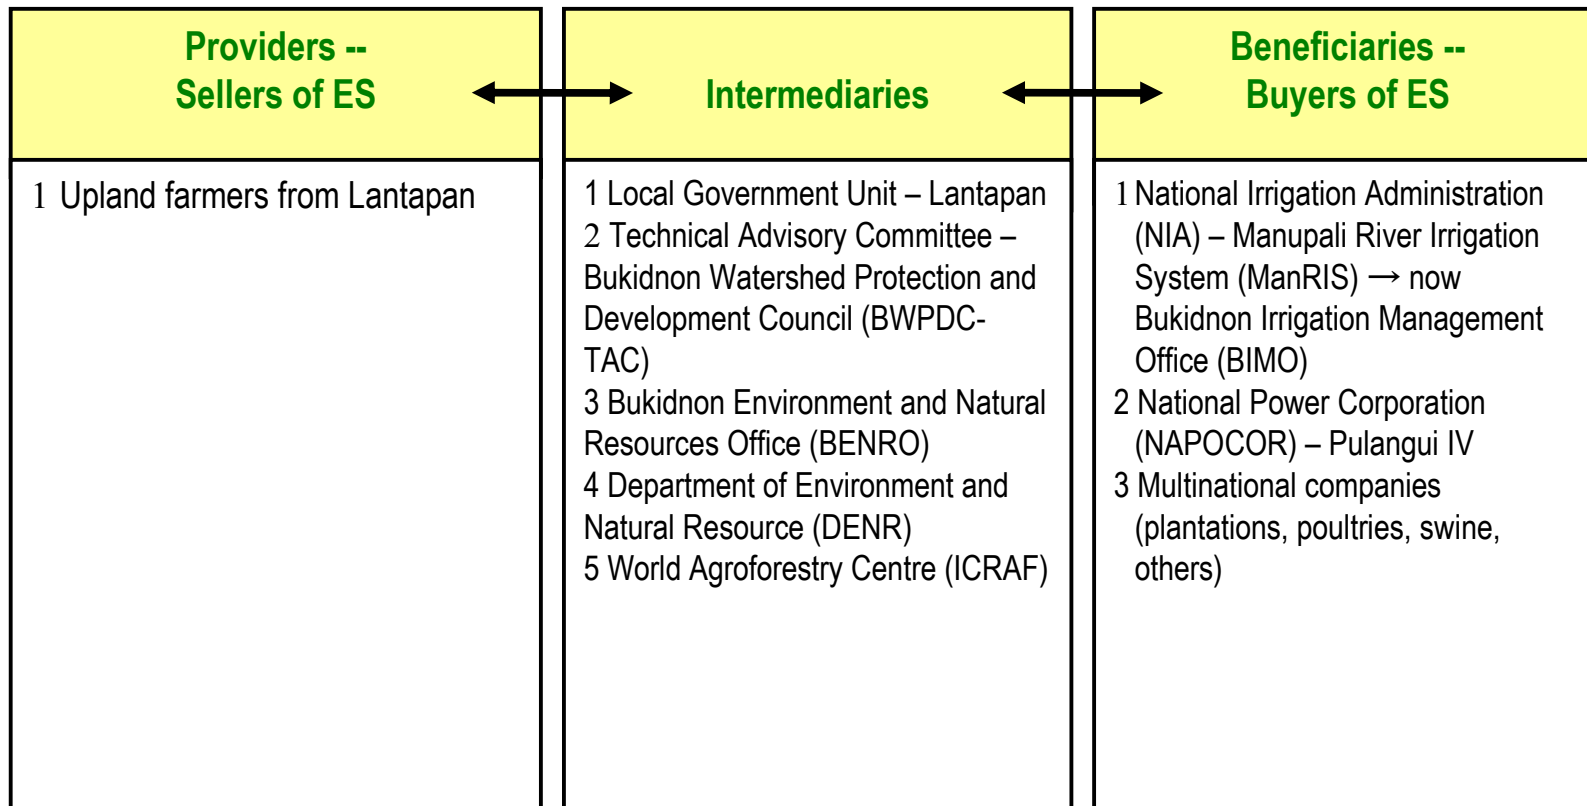 Providers --
Sellers of ES
Intermediaries
Beneficiaries --
Buyers of ES
1 Upland farmers from Lantapan
1 Local Government Unit – Lantapan
2 Technical Advisory Committee –
Bukidnon Watershed Protection and
Development Council (BWPDC-
TAC)
3 Bukidnon Environment and Natural
Resources Office (BENRO)
4 Department of Environment and
Natural Resource (DENR)
5 World Agroforestry Centre (ICRAF)
1 National Irrigation Administration
(NIA) – Manupali River Irrigation
System (ManRIS) → now
Bukidnon Irrigation Management
Office (BIMO)
2 National Power Corporation
(NAPOCOR) – Pulangui IV
3 Multinational companies
(plantations, poultries, swine,
others)